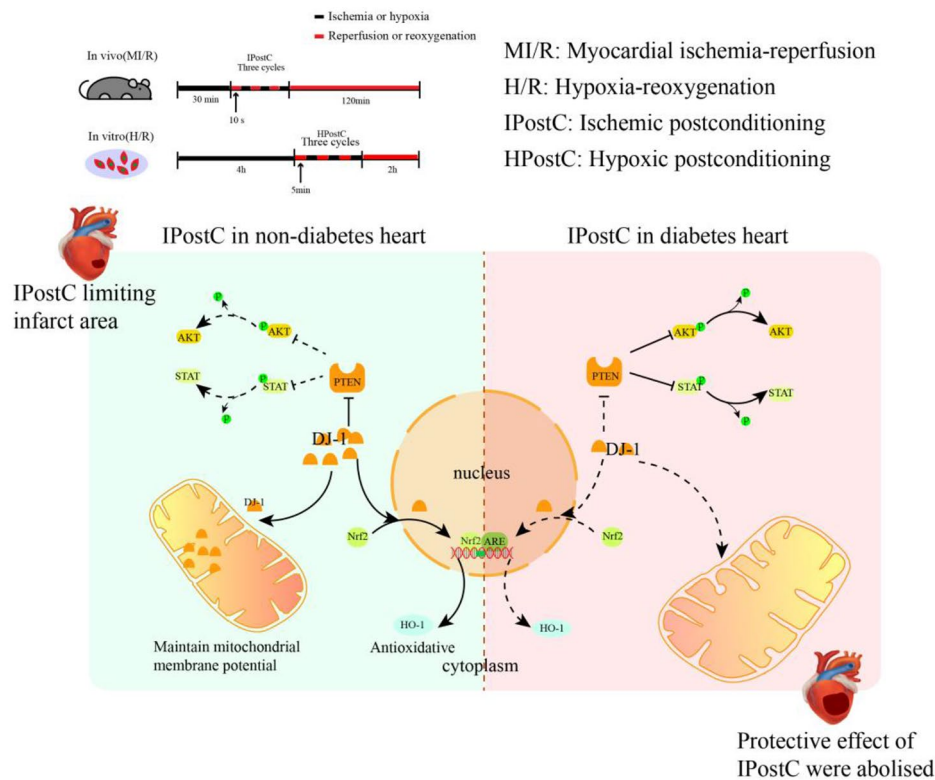 Ischemia or hypoxia
Reperfusion or reoxygenation
In vivo(MI/R)
IPostC
Three cycles
30 min
120min
10 s
In vitro(H/R)
HPostC
Three cycles
4h
2h
5min
MI/R: Myocardial ischemia-reperfusion
H/R: Hypoxia-reoxygenation
IPostC: Ischemic postconditioning
HPostC: Hypoxic postconditioning
IPostC in non-diabetes heart
IPostC in diabetes heart
IPostC limiting
infarct area
P
P
AKT
AKT
STAT
P
STAT
P
PTEN
DJ-1
DJ-1
Nrf2
Maintain mitochondrial
membrane potential
nucleus
Nrf2
ARE
HO-1
Antioxidative
cytoplasm
HO-1
P
AKT
P
AKT
PTEN
P
STAT
STAT
P
DJ-1
Nrf2
Protective effect of
IPostC were abolised